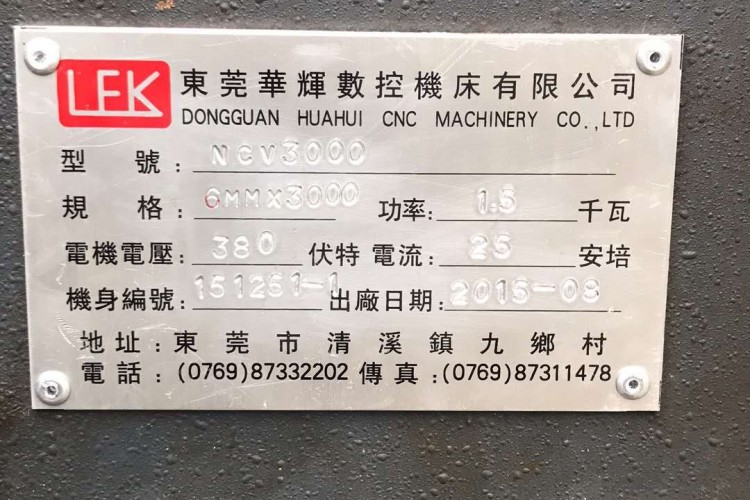 LFK 東莞華輝數控機床有限公司
DONGGUAN HUAHUI CNC MACHINERY CO.,LTD
型 號: NCV3000
規 格: 6MMX3000 功率: 1.5 千瓦
電機電壓: 380 伏特 電流: 25 安培
機身編號: 151251-1 出廠日期: 2015-08
地址:東莞市清溪鎮九鄉村
電話:(0769)87332202 傳真:(0769)87311478